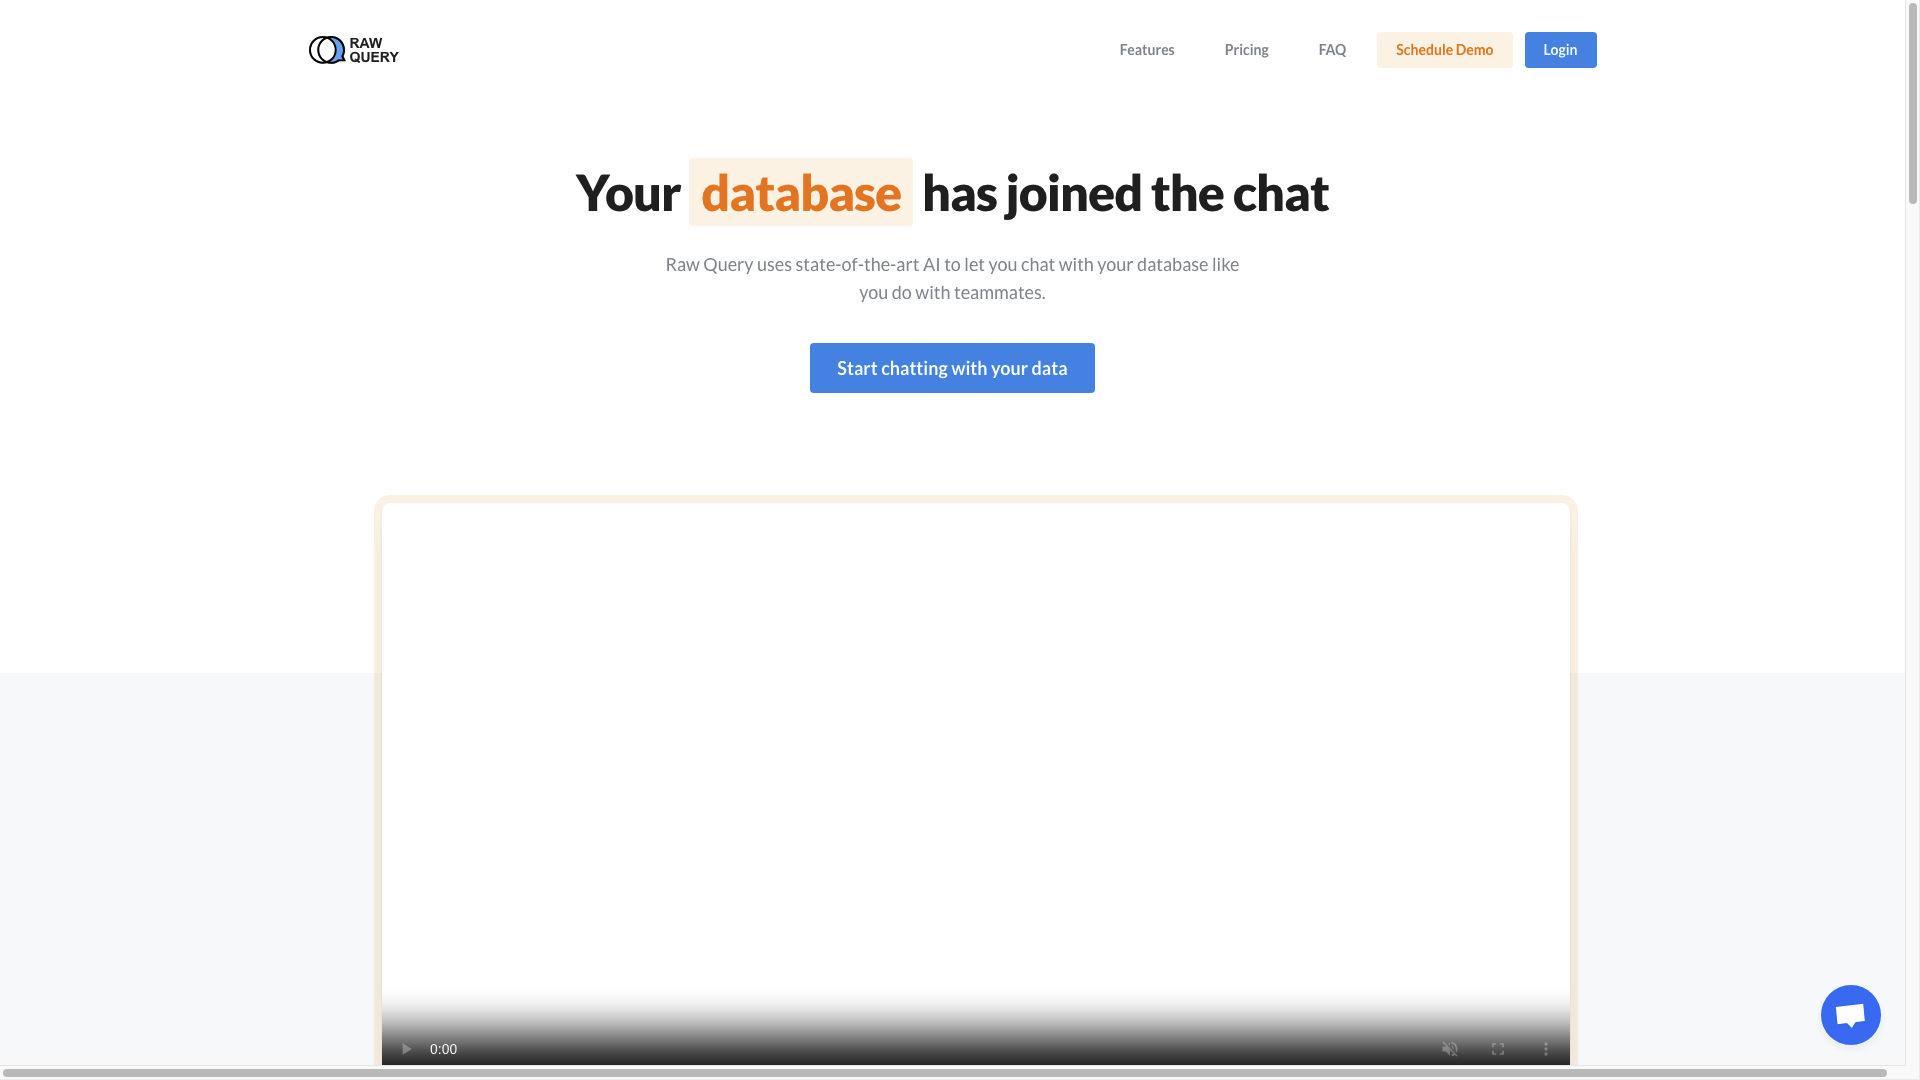 RAW
QUERY
Features
Pricing
FAQ
Schedule Demo
Login
Your database has joined the chat
Raw Query uses state-of-the-art AI to let you chat with your database like
you do with teammates.
Start chatting with your data
0:00